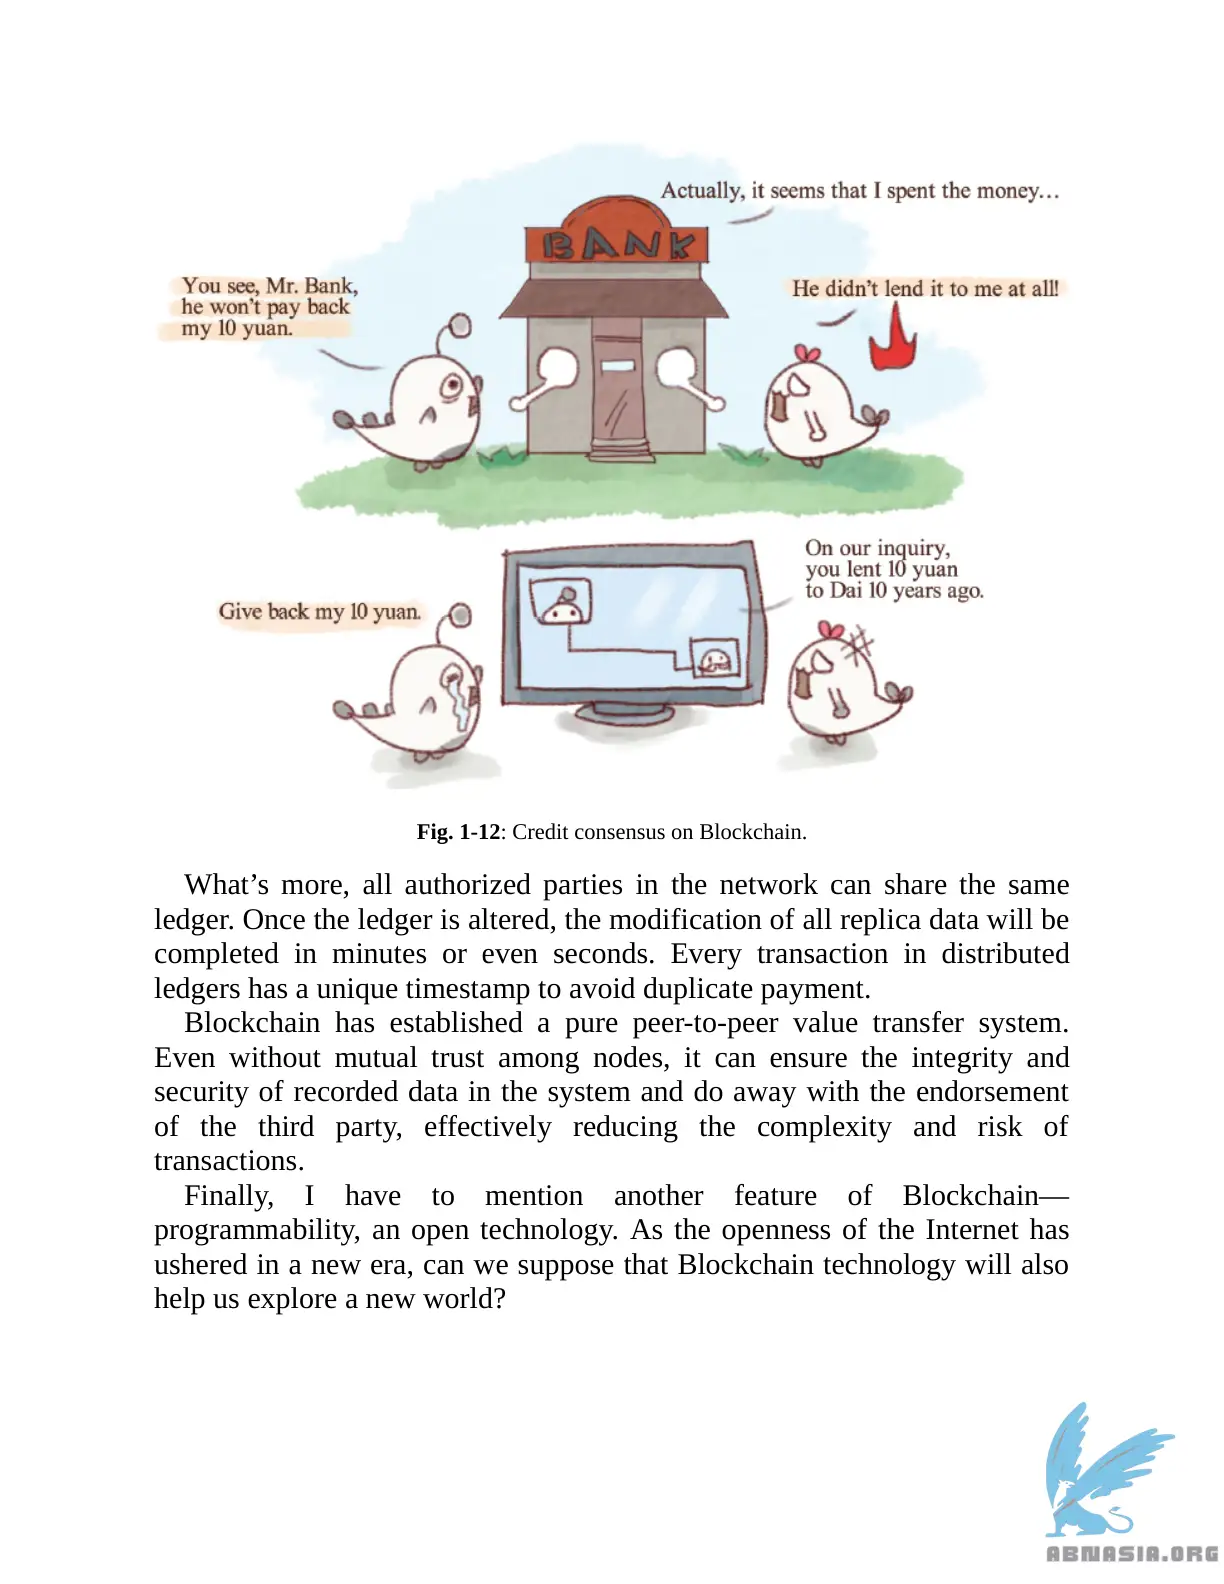 Actually, it seems that I spent the money…
BANK
You see, Mr. Bank,
he won’t pay back
my 10 yuan.
He didn’t lend it to me at all!
On our inquiry,
you lent 10 yuan
to Dai 10 years ago.
Give back my 10 yuan.
Fig. 1-12: Credit consensus on Blockchain.
What’s more, all authorized parties in the network can share the same
ledger. Once the ledger is altered, the modification of all replica data will be
completed in minutes or even seconds. Every transaction in distributed
ledgers has a unique timestamp to avoid duplicate payment.
Blockchain has established a pure peer-to-peer value transfer system.
Even without mutual trust among nodes, it can ensure the integrity and
security of recorded data in the system and do away with the endorsement
of the third party, effectively reducing the complexity and risk of
transactions.
Finally, I have to mention another feature of Blockchain—
programmability, an open technology. As the openness of the Internet has
ushered in a new era, can we suppose that Blockchain technology will also
help us explore a new world?
ABNASIA.ORG